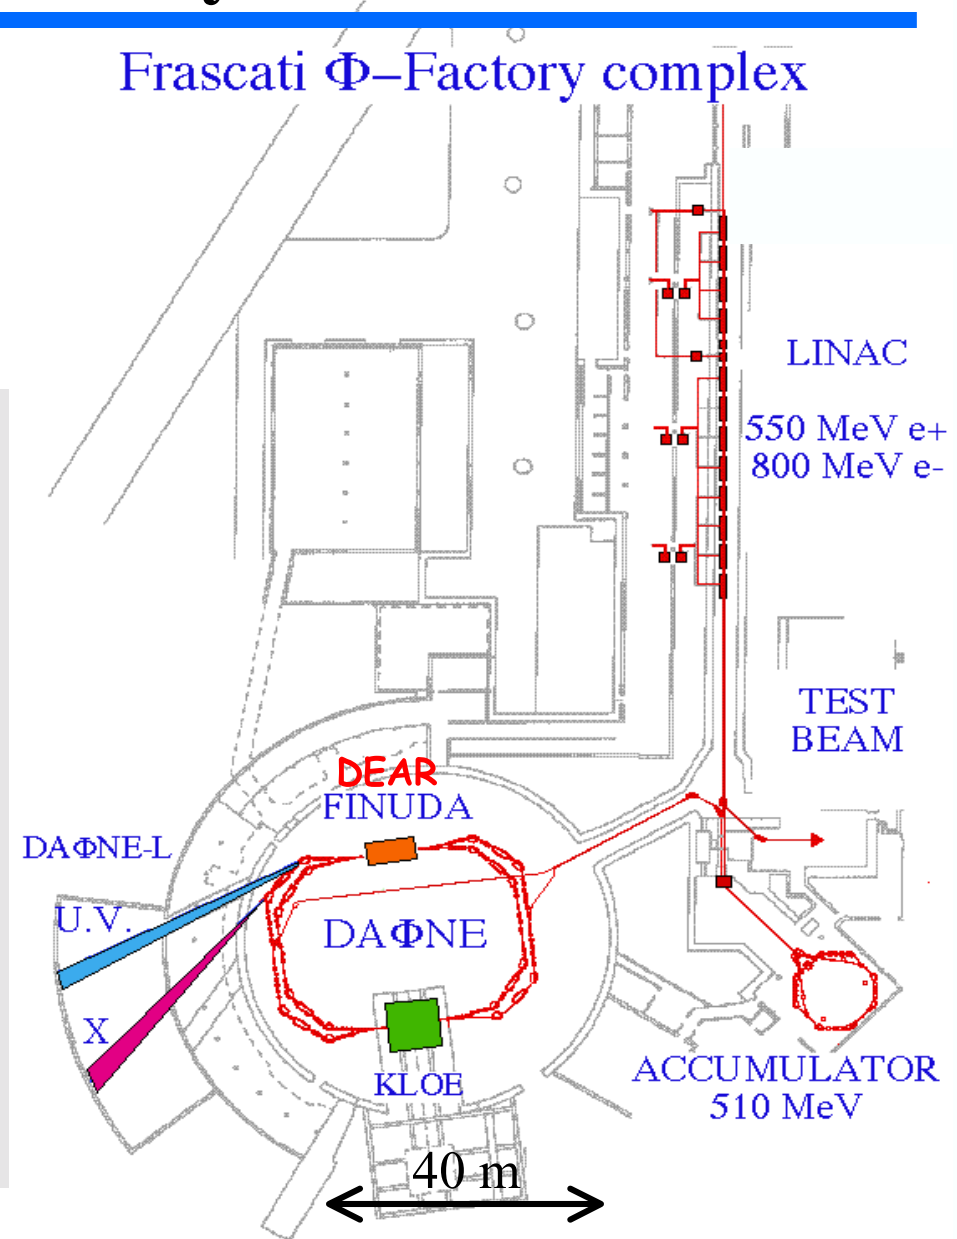 Frascati Φ–Factory complex
LINAC
550 MeV e+
800 MeV e-
TEST
BEAM
DEAR
FINUDA
DAΦNE-L
U.V.
DAΦNE
X
KLOE
ACCUMULATOR
510 MeV
40 m